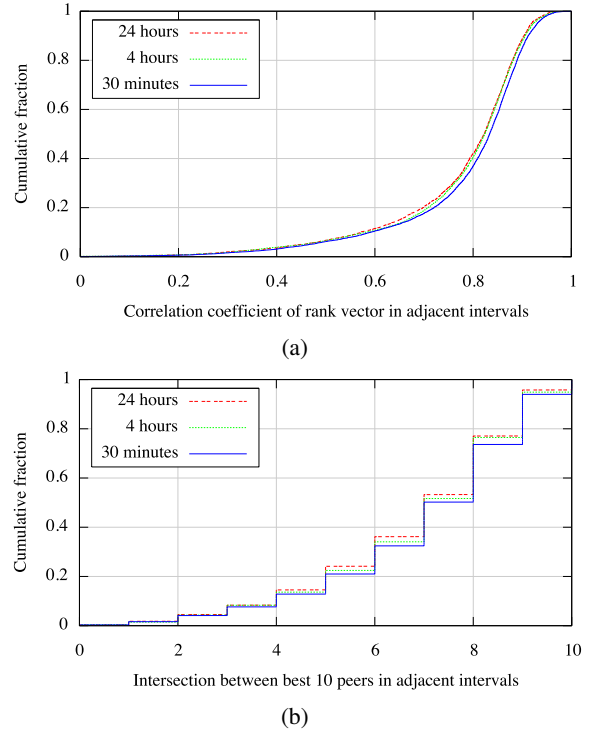 1
0.8
0.6
0.4
0.2
0
Cumulative fraction
24 hours
4 hours
30 minutes
0 0.2 0.4 0.6 0.8 1
Correlation coefficient of rank vector in adjacent intervals
(a)
1
0.8
0.6
0.4
0.2
0
Cumulative fraction
24 hours
4 hours
30 minutes
0 2 4 6 8 10
Intersection between best 10 peers in adjacent intervals
(b)